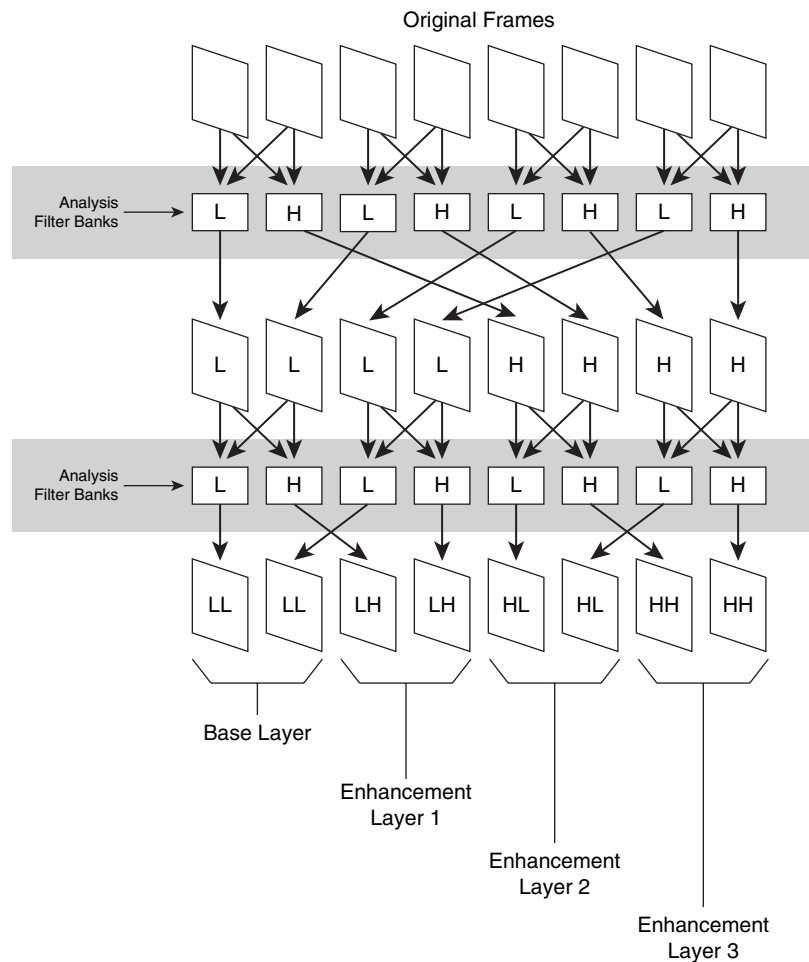 Original Frames
Analysis
Filter Banks
L H L H L H L H
L L L L H H H H
Analysis
Filter Banks
L H L H L H L H
LL LL LH LH HL HL HH HH
Base Layer
Enhancement
Layer 1
Enhancement
Layer 2
Enhancement
Layer 3